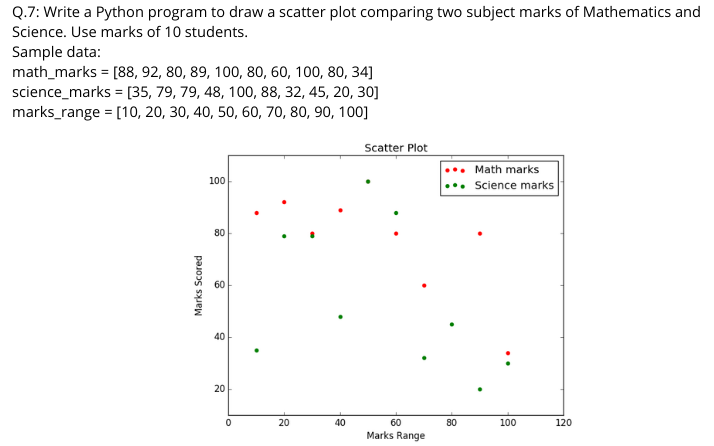 Q.7: Write a Python program to draw a scatter plot comparing two subject marks of Mathematics and
Science. Use marks of 10 students.
Sample data:
math_marks = [88, 92, 80, 89, 100, 80, 60, 100, 80, 34]
science_marks = [35, 79, 79, 48, 100, 88, 32, 45, 20, 30]
marks_range = [10, 20, 30, 40, 50, 60, 70, 80, 90, 100]
Scatter Plot
Math marks
Science marks
100
80
60
40
20
Marks Scored
0 20 40 60 80 100 120
Marks Range